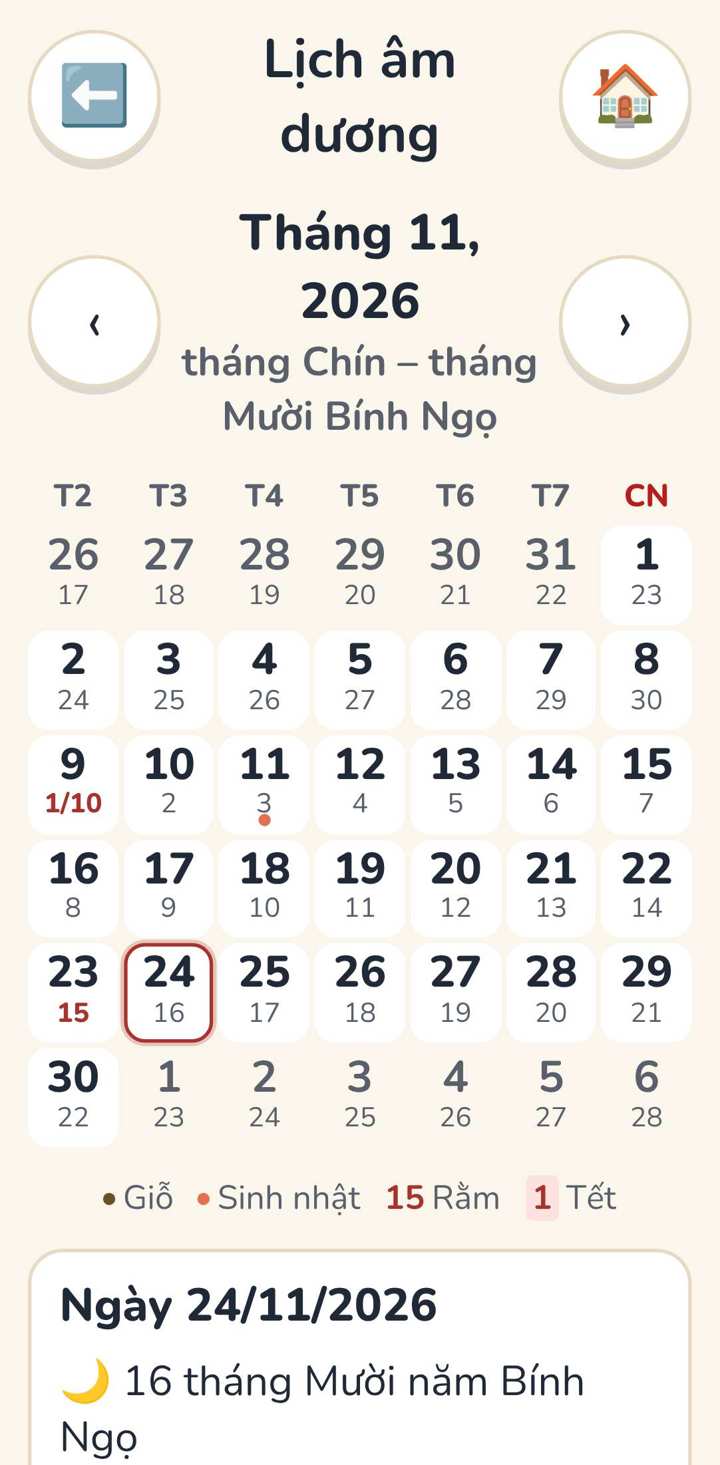 Lịch âm
dương
‹
Tháng 11,
2026
tháng Chín – tháng
Mười Bính Ngọ
›
T2 T3 T4 T5 T6 T7 CN
26 27 28 29 30 31 1
17 18 19 20 21 22 23
2 3 4 5 6 7 8
24 25 26 27 28 29 30
9 10 11 12 13 14 15
1/10 2 3 4 5 6 7
16 17 18 19 20 21 22
8 9 10 11 12 13 14
23 24 25 26 27 28 29
15 16 17 18 19 20 21
30 1 2 3 4 5 6
22 23 24 25 26 27 28
Giỗ Sinh nhật 15 Rằm 1 Tết
Ngày 24/11/2026
🌙 16 tháng Mười năm Bính
Ngọ